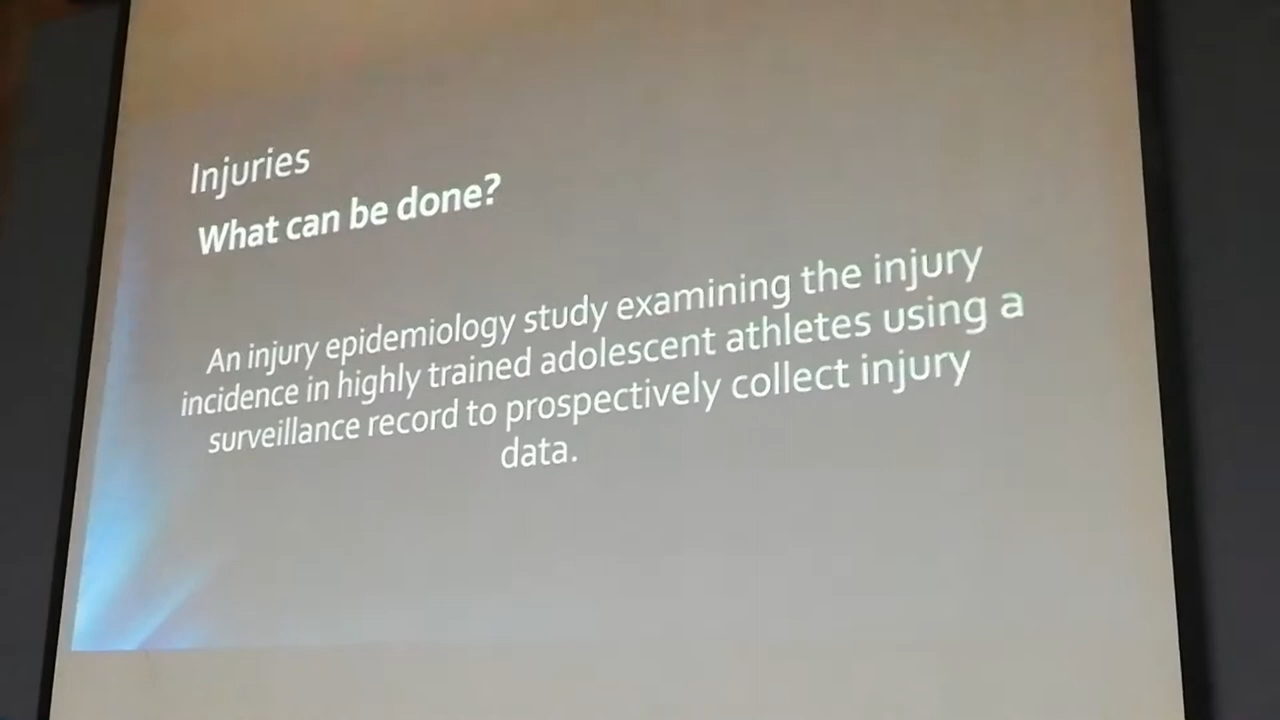 Injuries
What can be done?
An injury epidemiology study examining the injury
incidence in highly trained adolescent athletes using a
surveillance record to prospectively collect injury
data.